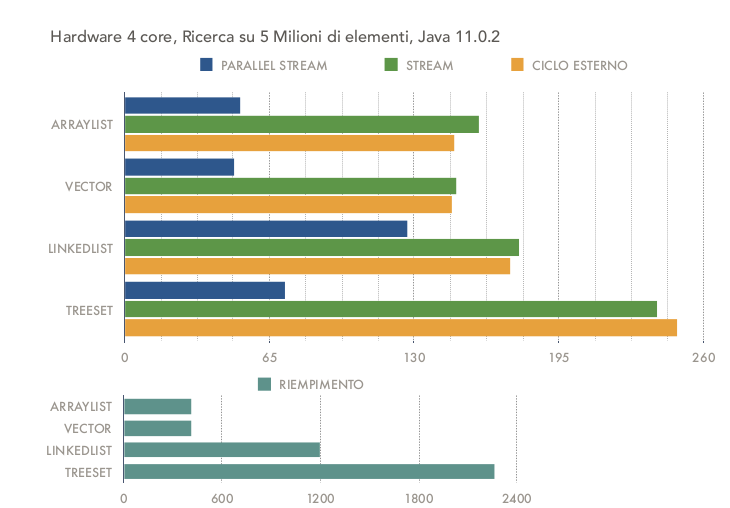 Hardware 4 core, Ricerca su 5 Milioni di elementi, Java 11.0.2
PARALLEL STREAM STREAM CICLO ESTERNO
ARRAYLIST
VECTOR
LINKEDLIST
TREESET
0 65 130 195 260
RIEMPIMENTO
ARRAYLIST
VECTOR
LINKEDLIST
TREESET
0 600 1200 1800 2400